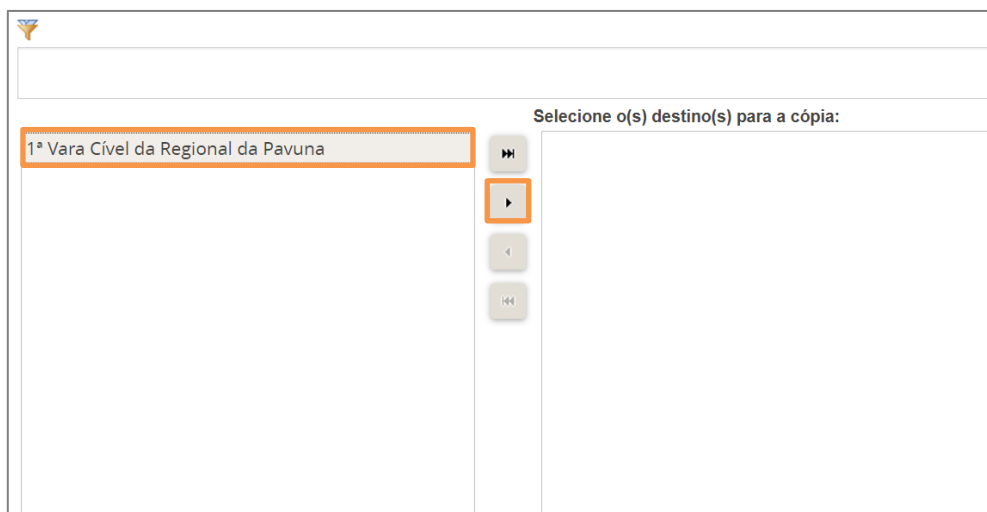 Selecione o(s) destino(s) para a cópia:
1ª Vara Cível da Regional da Pavuna